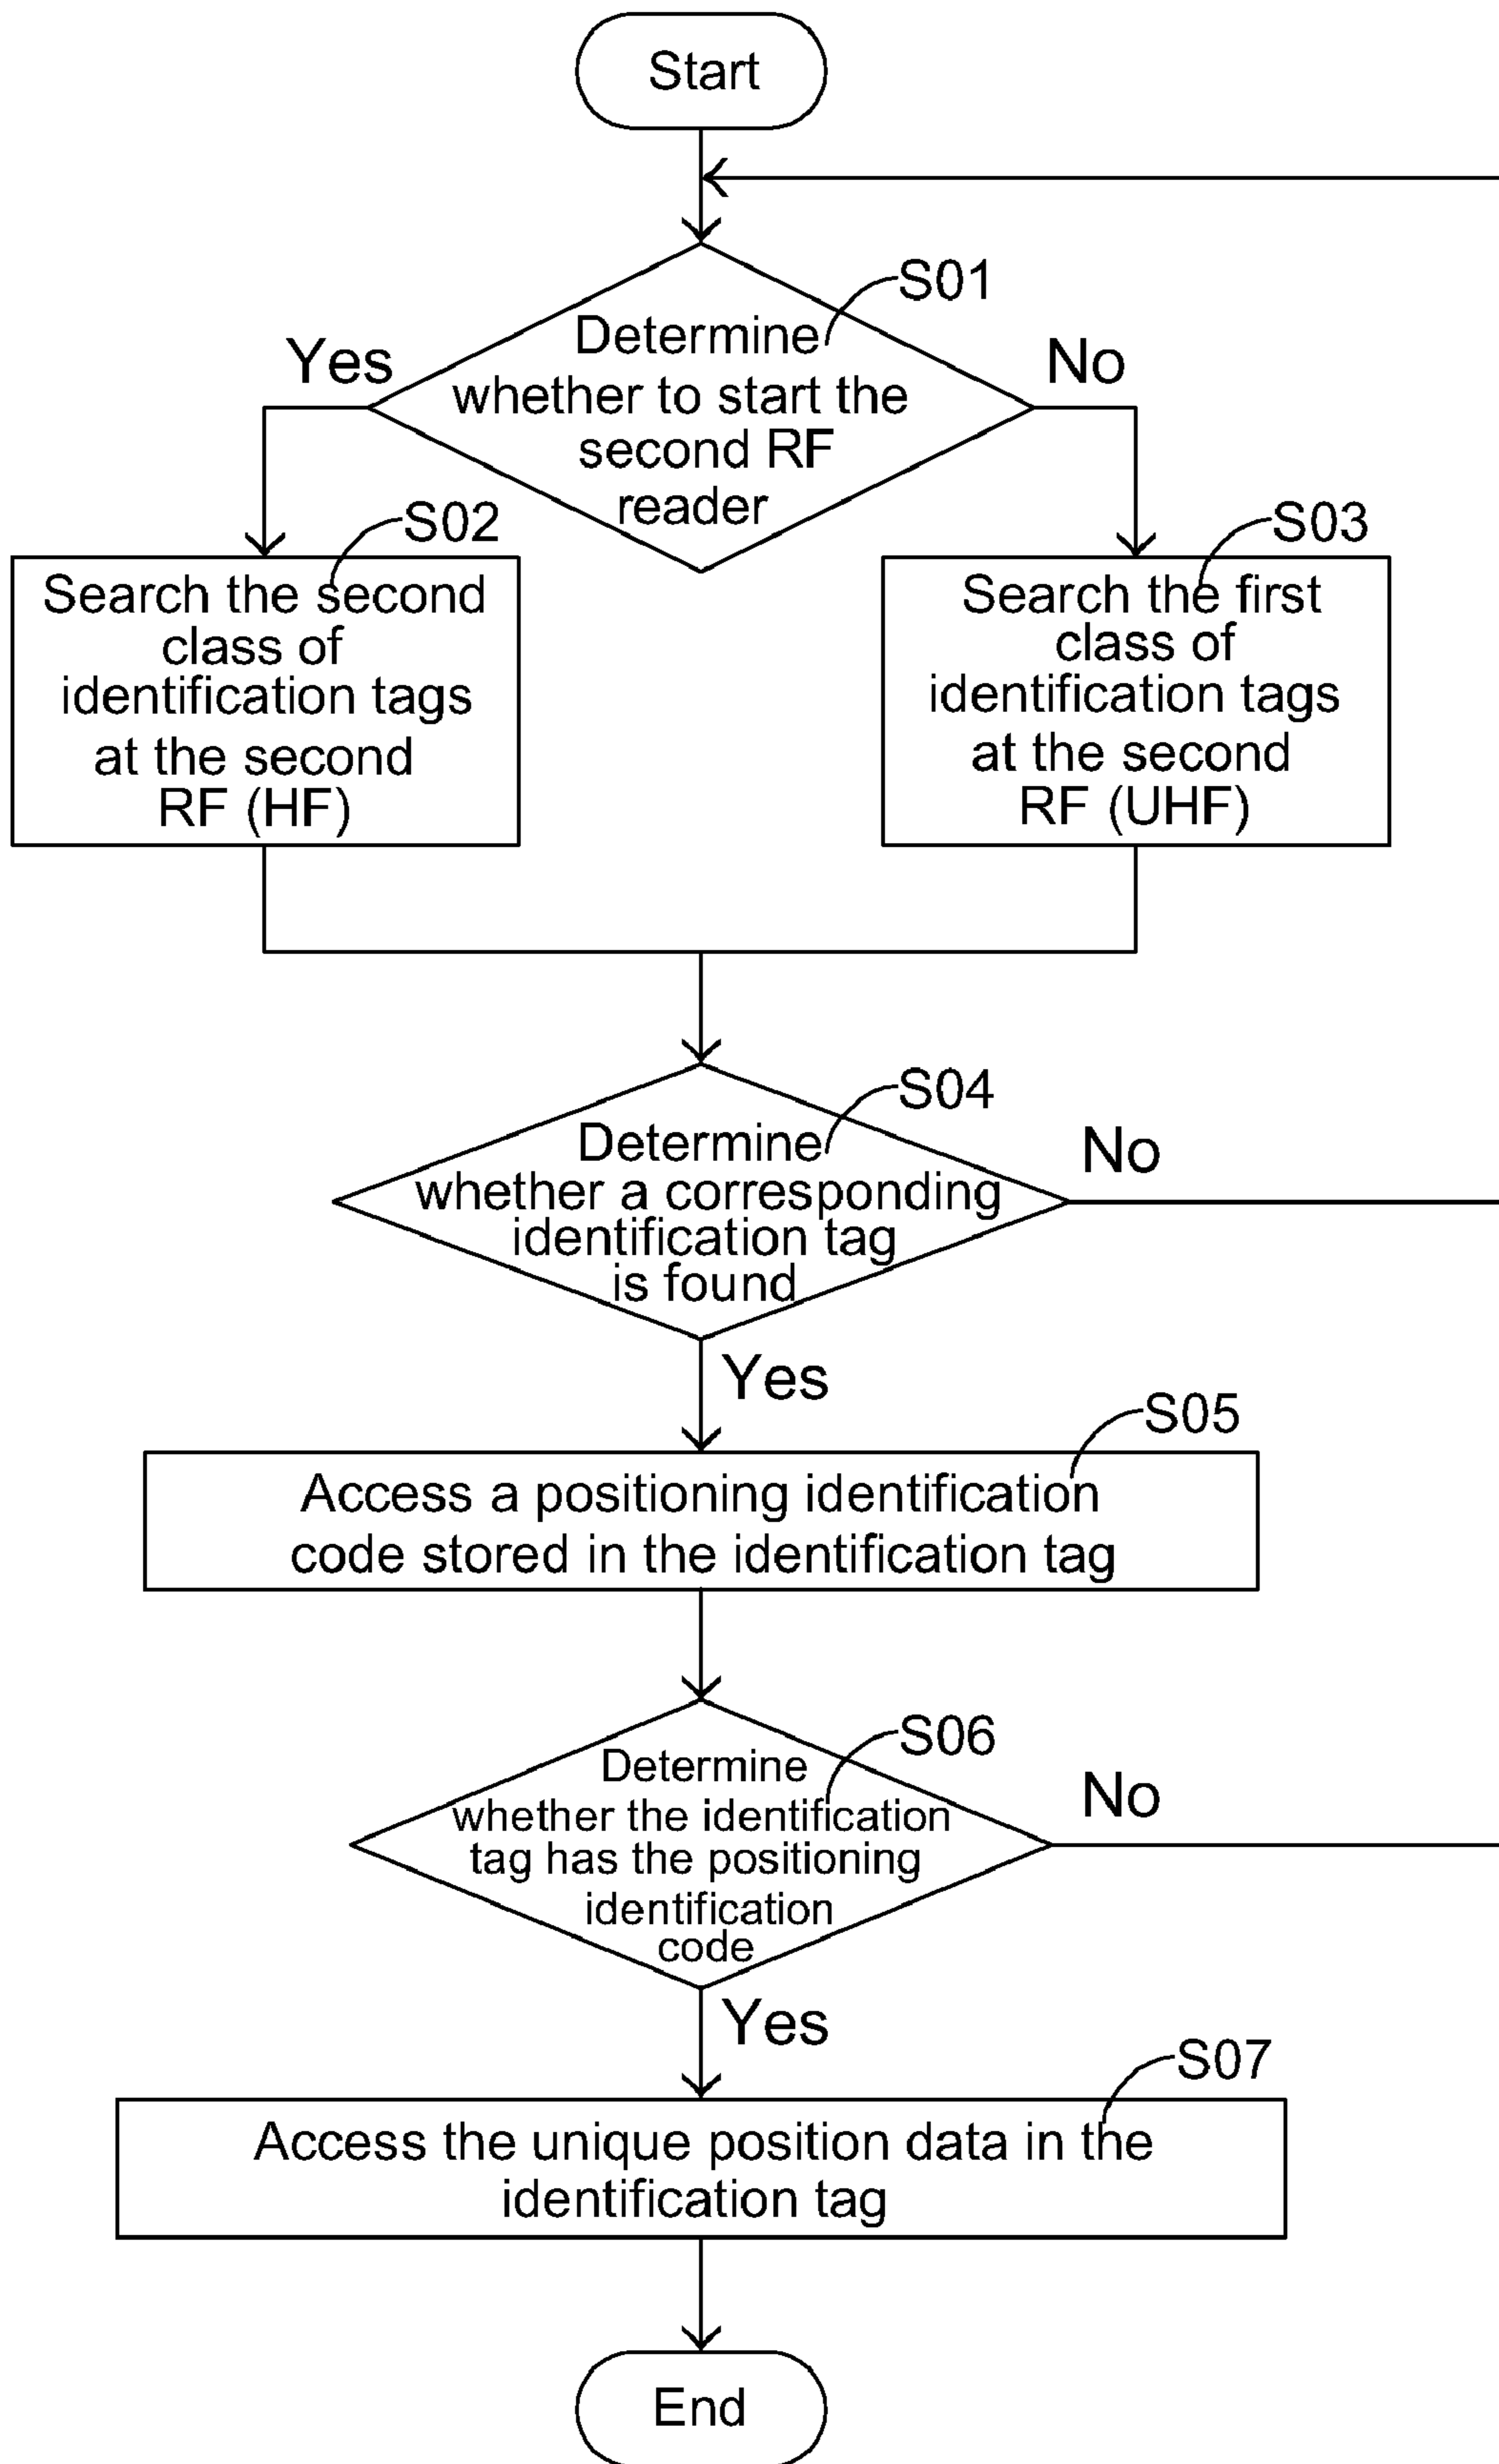 Start
S01
Determine
whether to start the
second RF
reader
Yes
No
S02
Search the second
class of
identification tags
at the second
RF (HF)
S03
Search the first
class of
identification tags
at the second
RF (UHF)
S04
Determine
whether a corresponding
identification tag
is found
No
Yes
S05
Access a positioning identification
code stored in the identification tag
S06
Determine
whether the identification
tag has the positioning
identification
code
No
Yes
S07
Access the unique position data in the
identification tag
End